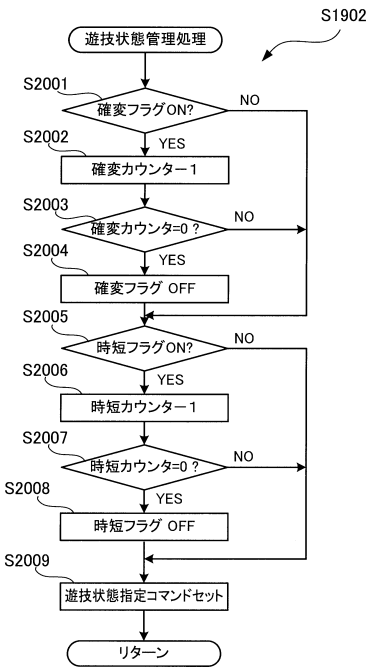 遊技状態管理処理
S1902
S2001
確変フラグON?
NO
YES
S2002
確変カウンター1
S2003
確変カウンタ=0 ?
NO
YES
S2004
確変フラグ OFF
S2005
時短フラグON?
NO
YES
S2006
時短カウンター1
S2007
時短カウンタ=0 ?
NO
YES
S2008
時短フラグ OFF
S2009
遊技状態指定コマンドセット
リターン